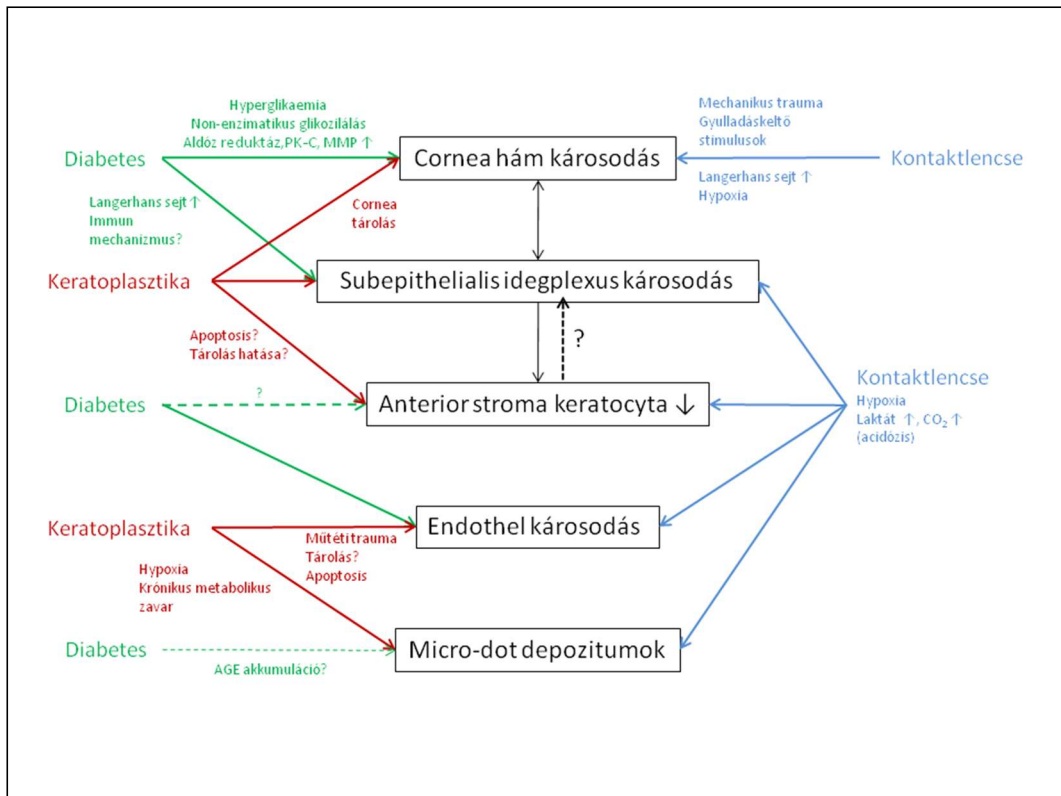 Hyperglikaemia
Non-enzimatikus glikozilálás
Aldóz reduktáz,PK-C, MMP ↑
Diabetes
Cornea hám károsodás
Mechanikus trauma
Gyulladáskeltő
stimulusok
Kontaktlencse
Langerhans sejt ↑
Hypoxia
Langerhans sejt ↑
Immun
mechanizmus?
Cornea
tárolás
Keratoplasztika
Subepithelialis idegplexus károsodás
Apoptosis?
Tárolás hatása?
?
Kontaktlencse
Hypoxia
Laktát ↑, CO₂ ↑
(acidózis)
Diabetes
?
Anterior stroma keratocyta ↓
Keratoplasztika
Endothel károsodás
Műtéti trauma
Tárolás?
Apoptosis
Hypoxia
Krónikus metabolikus
zavar
Diabetes
AGE akkumuláció?
Micro-dot depozitumok